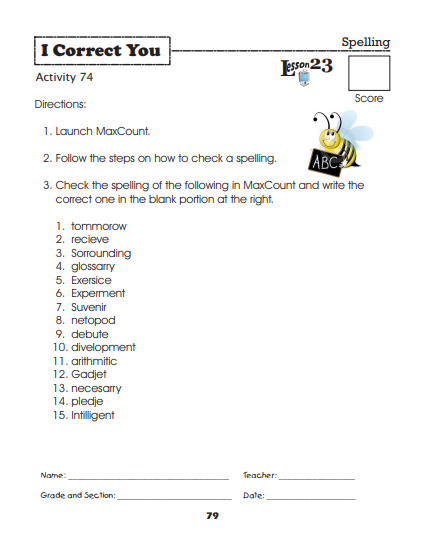 Spelling
I Correct You
Lesson 23
Activity 74
Score
Directions:
ABC
1. Launch MaxCount.
2. Follow the steps on how to check a spelling.
3. Check the spelling of the following in MaxCount and write the
correct one in the blank portion at the right.
1. tommorow
2. recieve
3. Sorrounding
4. glossarry
5. Exersice
6. Experment
7. Suvenir
8. netopod
9. debute
10. divelopment
11. arithmitic
12. Gadjet
13. necesarry
14. pledje
15. Intilligent
Name: Teacher:
Grade and Section: Date:
79